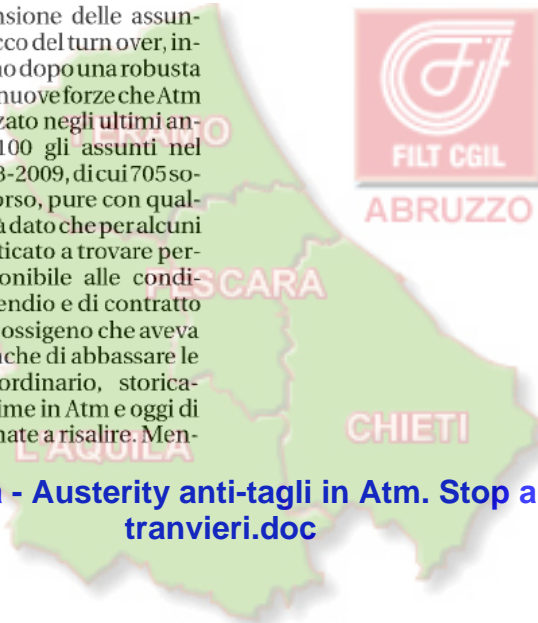 nsione delle assun-
cco del turn over, in-
no dopo una robusta
nuove forze che Atm
zato negli ultimi an-
100 gli assunti nel
8-2009, di cui 705 so-
orso, pure con qual-
à dato che per alcuni
ticato a trovare per-
onibile alle condi-
endio e di contratto
ossigeno che aveva
nche di abbassare le
ordinario, storica-
ime in Atm e oggi di
nate a risalire. Men-
FILT CGIL
ABRUZZO
TERAMO
PESCARA
CHIETI
L'AQUILA
- Austerity anti-tagli in Atm. Stop a
tranvieri.doc